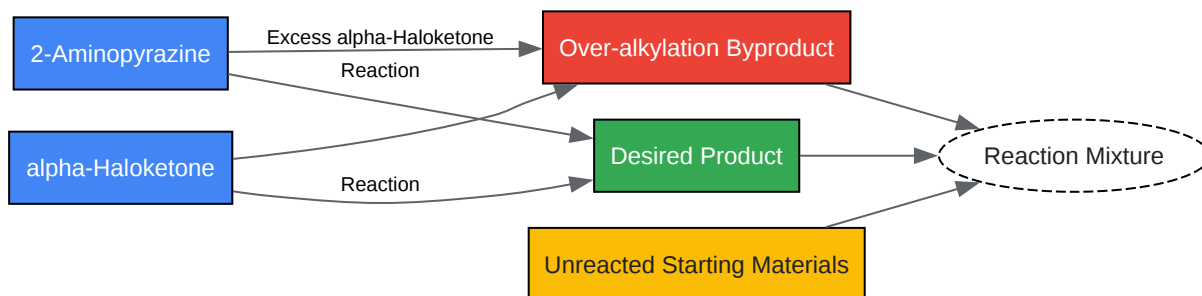 2-Aminopyrazine
Excess alpha-Haloketone
Over-alkylation Byproduct
Reaction
alpha-Haloketone
Reaction
Desired Product
Reaction Mixture
Unreacted Starting Materials